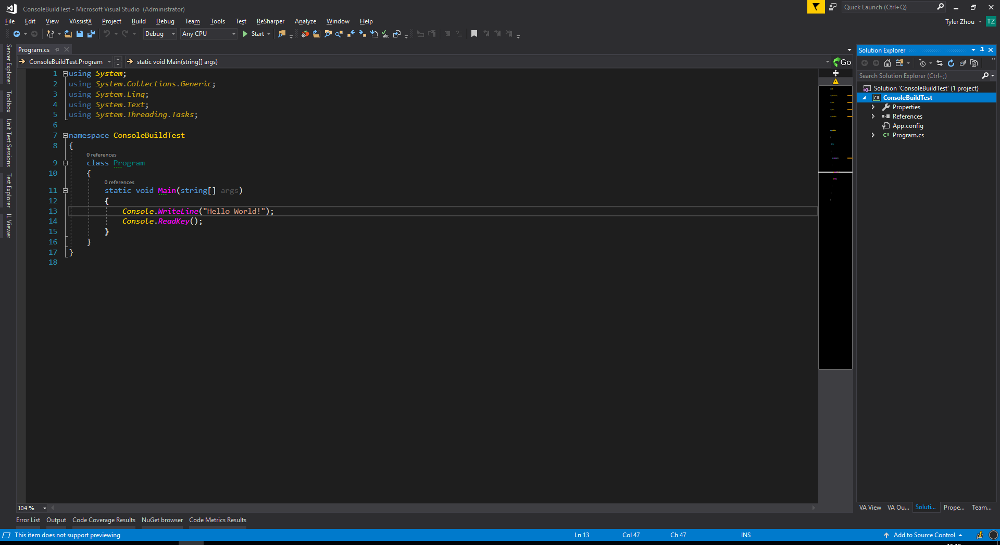 ConsoleBuildTest - Microsoft Visual Studio (Administrator)
Quick Launch (Ctrl+Q)
File Edit View VAssistX Project Build Debug Team Tools Test ReSharper Analyze Window Help
Tyler Zhou TZ
Debug Any CPU Start
Server Explorer
Toolbox
Unit Test Sessions
Test Explorer
IL Viewer
Program.cs
ConsoleBuildTest.Program static void Main(string[] args) Go
1 using System;
2 using System.Collections.Generic;
3 using System.Linq;
4 using System.Text;
5 using System.Threading.Tasks;
6
7 namespace ConsoleBuildTest
8 {
0 references
9 class Program
10 {
0 references
11 static void Main(string[] args)
12 {
13 Console.WriteLine("Hello World!");
14 Console.ReadKey();
15 }
16 }
17 }
18
104 %
Solution Explorer
Search Solution Explorer (Ctrl+;)
Solution 'ConsoleBuildTest' (1 project)
C# ConsoleBuildTest
Properties
References
App.config
C# Program.cs
VA View VA Ou... Soluti... Prope... Team...
Error List Output Code Coverage Results NuGet browser Code Metrics Results
This item does not support previewing Ln 13 Col 47 Ch 47 INS Add to Source Control